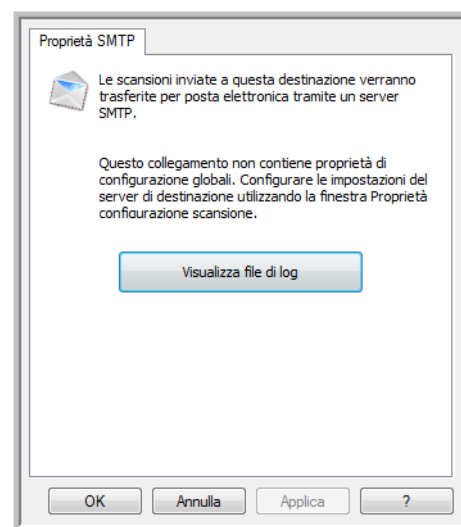 Proprietà SMTP
Le scansioni inviate a questa destinazione verranno
trasferite per posta elettronica tramite un server
SMTP.
Questo collegamento non contiene proprietà di
configurazione globali. Configurare le impostazioni del
server di destinazione utilizzando la finestra Proprietà
configurazione scansione.
Visualizza file di log
OK Annulla Applica ?